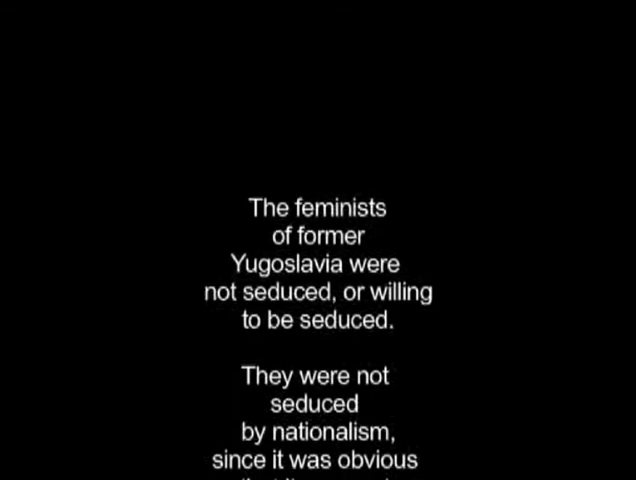 The feminists
of former
Yugoslavia were
not seduced, or willing
to be seduced.
They were not
seduced
by nationalism,
since it was obvious